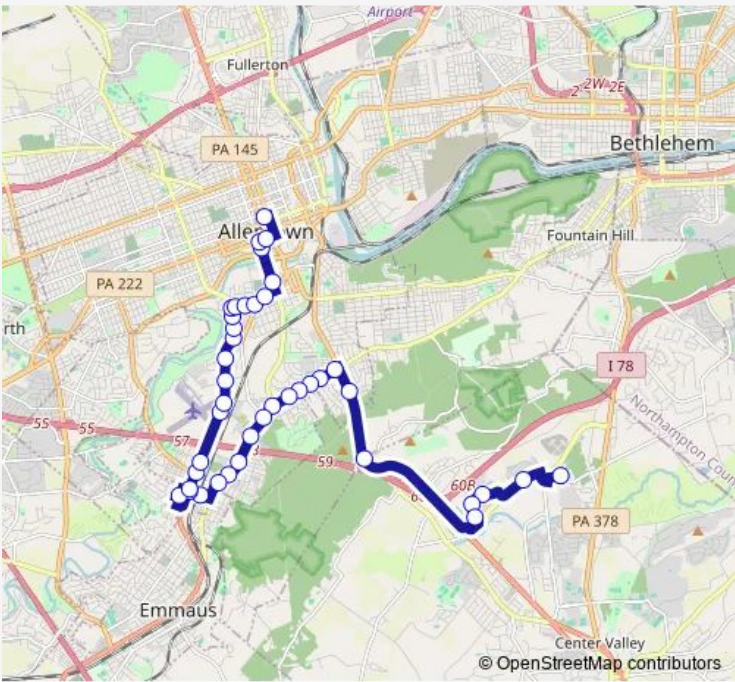 Airport
Fullerton
2 2W 2E
PA 145
Bethlehem
Fountain Hill
PA 222
rth
I 78
55
55
57
59
60B
Northampton Coun
PA 378
Emmaus
Center Valley
© OpenStreetMap contributors